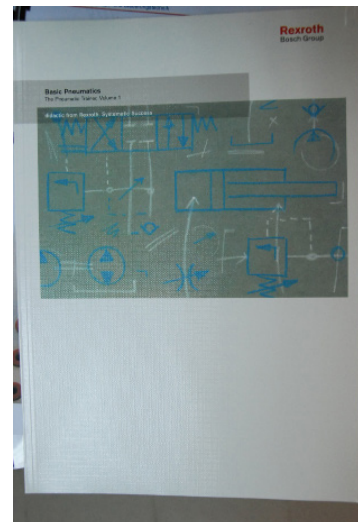 Rexroth
Bosch Group
Basic Pneumatics
The Pneumatic Trainer, Volume 1
didactic from Rexroth: Systematic Success